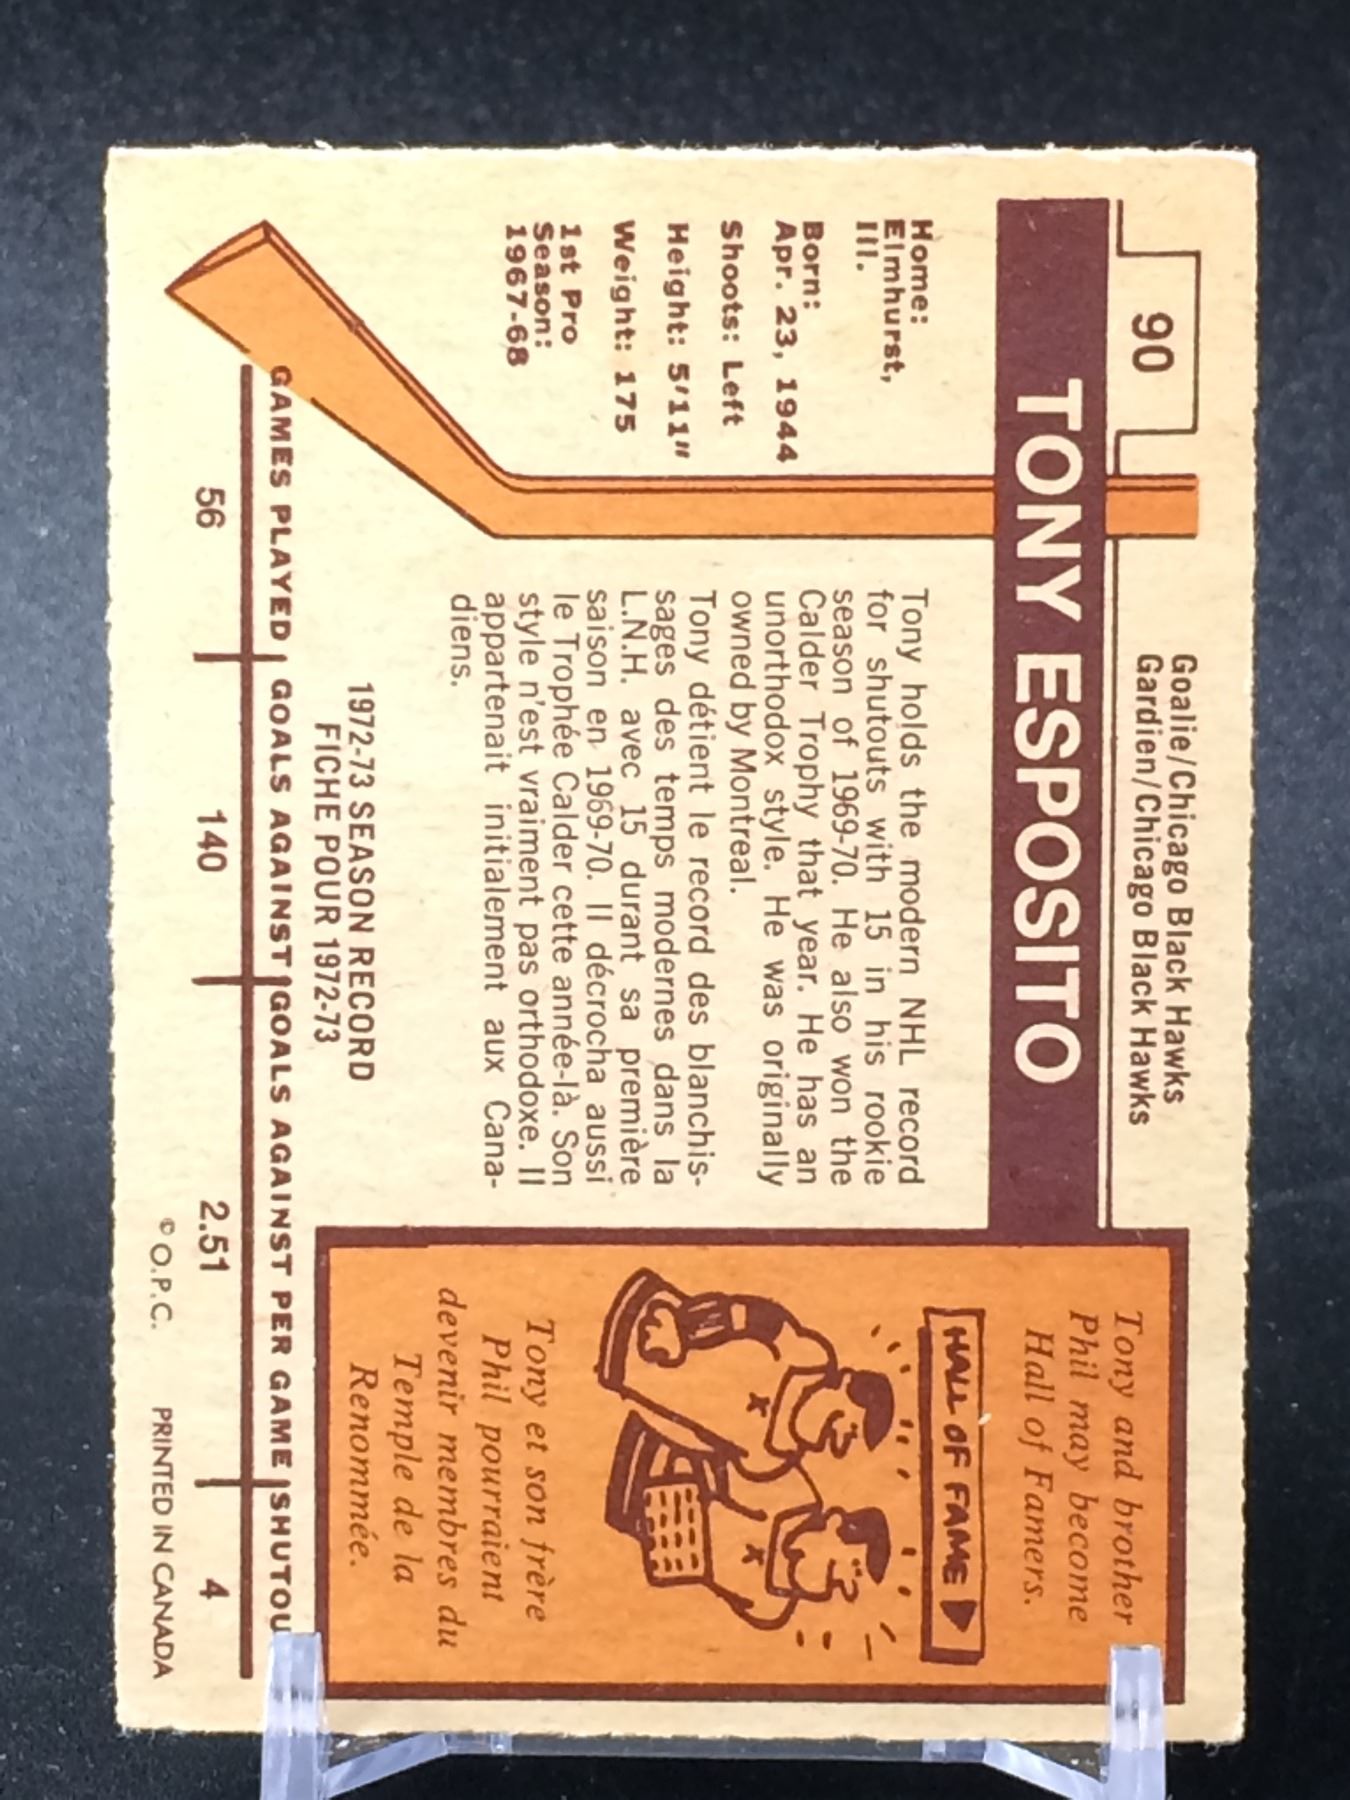 90
Goalie/Chicago Black Hawks
Gardien/Chicago Black Hawks
TONY ESPOSITO
Home:
Elmhurst,
Ill.
Born:
Apr. 23, 1944
Shoots: Left
Height: 5'11"
Weight: 175
1st Pro
Season:
1967-68
Tony holds the modern NHL record
for shutouts with 15 in his rookie
season of 1969-70. He also won the
Calder Trophy that year. He has an
unorthodox style. He was originally
owned by Montreal.
Tony détient le record des blanchis-
sages des temps modernes dans la
L.N.H. avec 15 durant sa première
saison en 1969-70. Il décrocha aussi
le Trophée Calder cette année-là. Son
style n'est vraiment pas orthodoxe. Il
appartenait initialement aux Cana-
diens.
Tony and brother
Phil may become
Hall of Famers.
HALL OF FAME
Tony et son frère
Phil pourraient
devenir membres du
Temple de la
Renommée.
1972-73 SEASON RECORD
FICHE POUR 1972-73
GAMES PLAYED GOALS AGAINST GOALS AGAINST PER GAME SHUTOU
56 140 2.51 4
© O.P.C. PRINTED IN CANADA